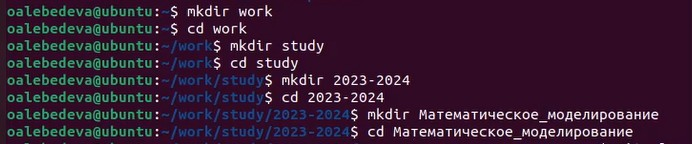 oalebedeva@ubuntu:~$ mkdir work
oalebedeva@ubuntu:~$ cd work
oalebedeva@ubuntu:~/work$ mkdir study
oalebedeva@ubuntu:~/work$ cd study
oalebedeva@ubuntu:~/work/study$ mkdir 2023-2024
oalebedeva@ubuntu:~/work/study$ cd 2023-2024
oalebedeva@ubuntu:~/work/study/2023-2024$ mkdir Математическое_моделирование
oalebedeva@ubuntu:~/work/study/2023-2024$ cd Математическое_моделирование